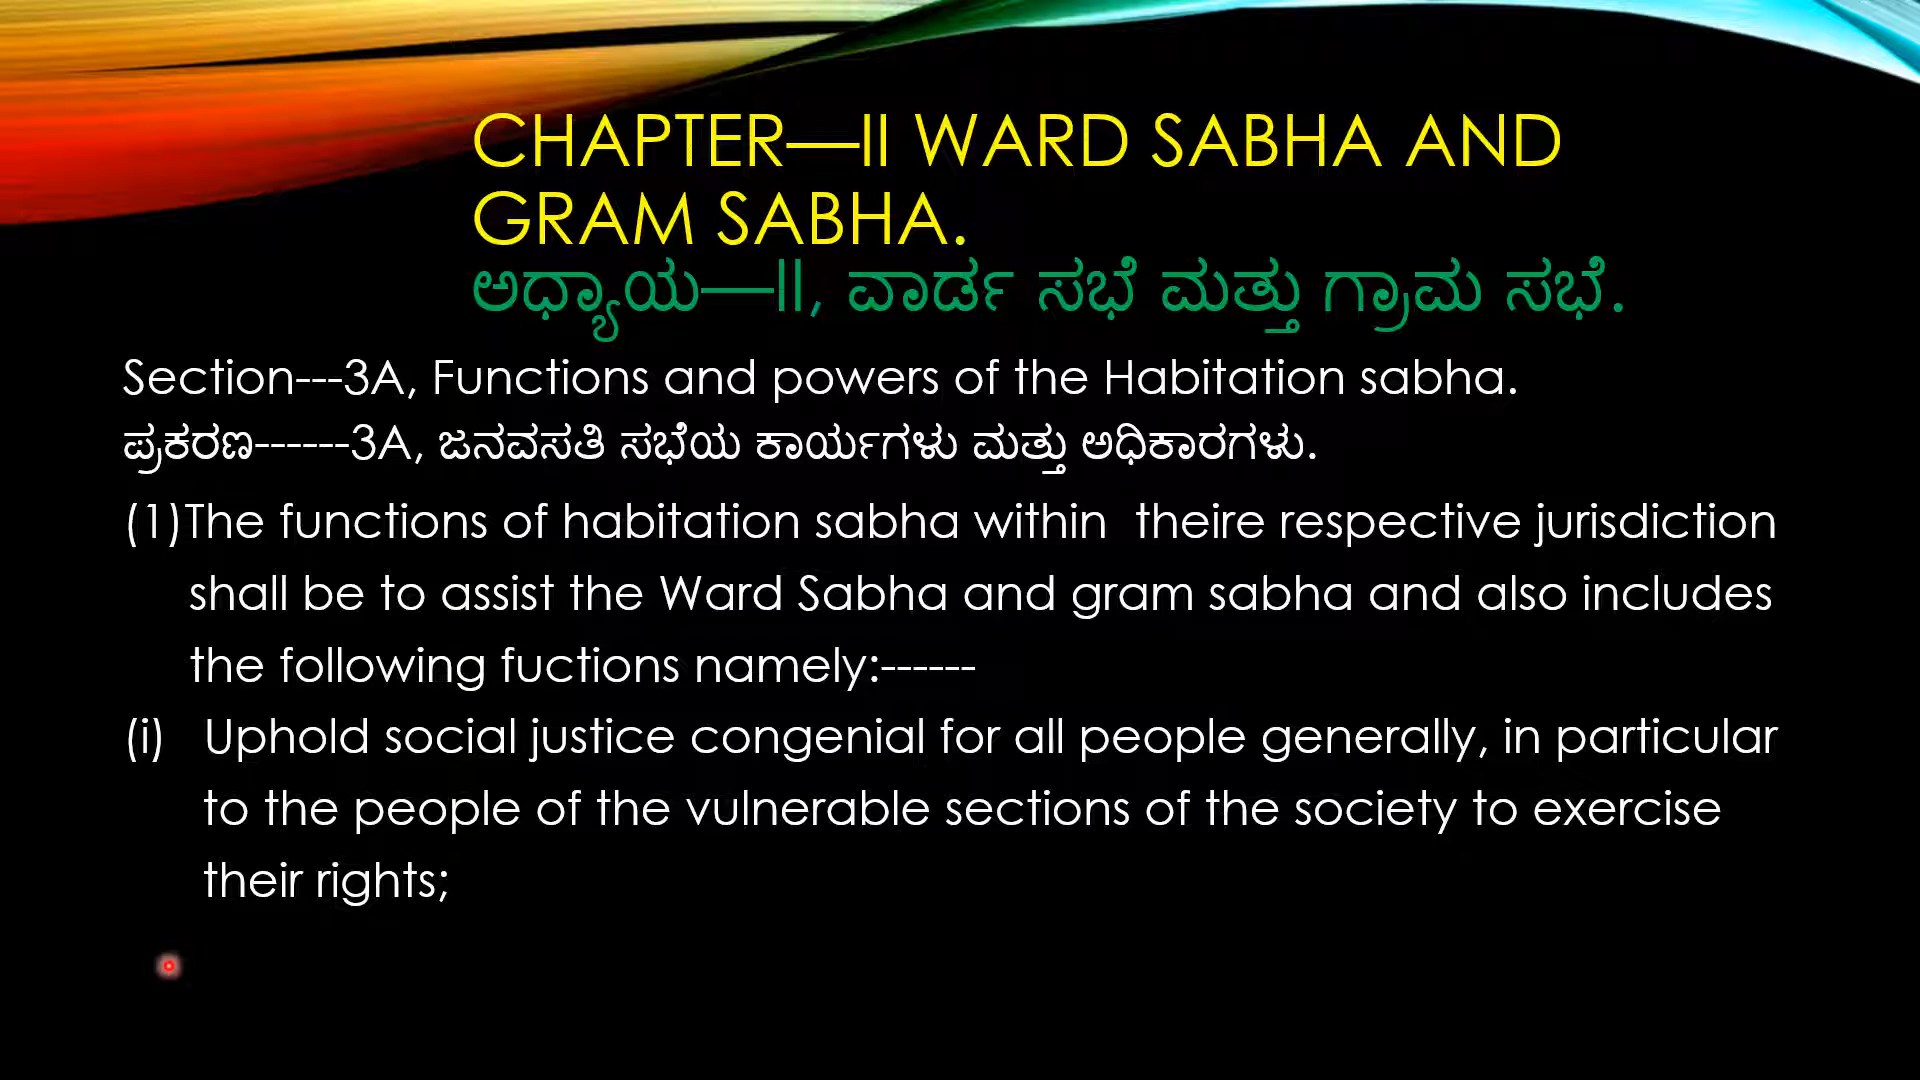 CHAPTER—II WARD SABHA AND
GRAM SABHA.
ಅಧ್ಯಾಯ—II, ವಾರ್ಡ ಸಭೆ ಮತ್ತು ಗ್ರಾಮ ಸಭೆ.
Section---3A, Functions and powers of the Habitation sabha.
ಪ್ರಕರಣ------3A, ಜನವಸತಿ ಸಭೆಯ ಕಾರ್ಯಗಳು ಮತ್ತು ಅಧಿಕಾರಗಳು.
(1)The functions of habitation sabha within  theire respective jurisdiction
shall be to assist the Ward Sabha and gram sabha and also includes
the following fuctions namely:------
(i) Uphold social justice congenial for all people generally, in particular
to the people of the vulnerable sections of the society to exercise
their rights;